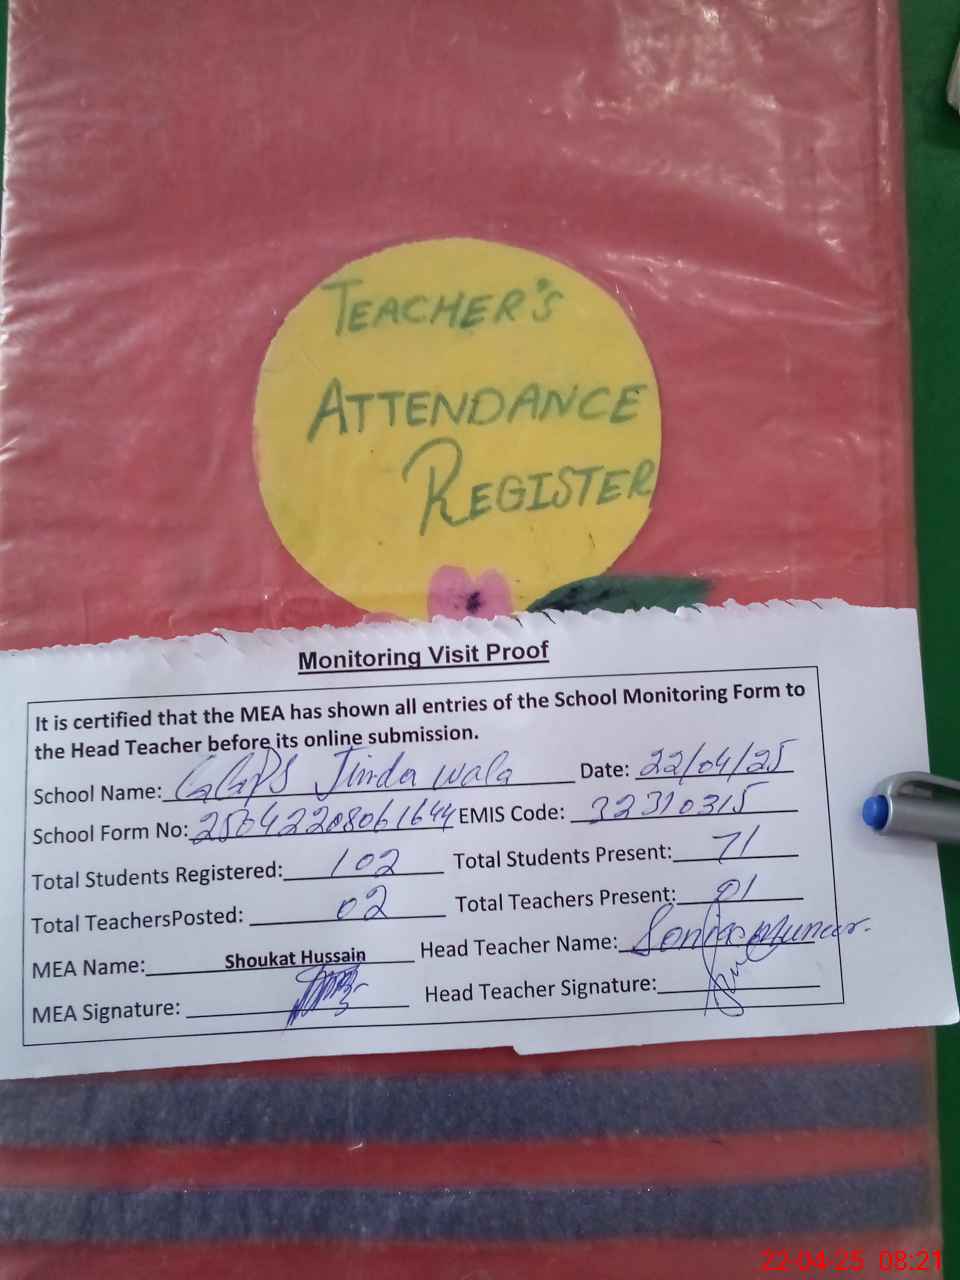 TEACHER'S
ATTENDANCE
REGISTER
Monitoring Visit Proof
It is certified that the MEA has shown all entries of the School Monitoring Form to
the Head Teacher before its online submission.
School Name: GGPS Jinda wala Date: 22/04/25
School Form No: 25042208061644 EMIS Code: 32310315
Total Students Registered: 102 Total Students Present: 71
Total TeachersPosted: 02 Total Teachers Present: 01
MEA Name: Shoukat Hussain Head Teacher Name: Sonia Muneer.
MEA Signature: Head Teacher Signature:
22-04-25 08:21